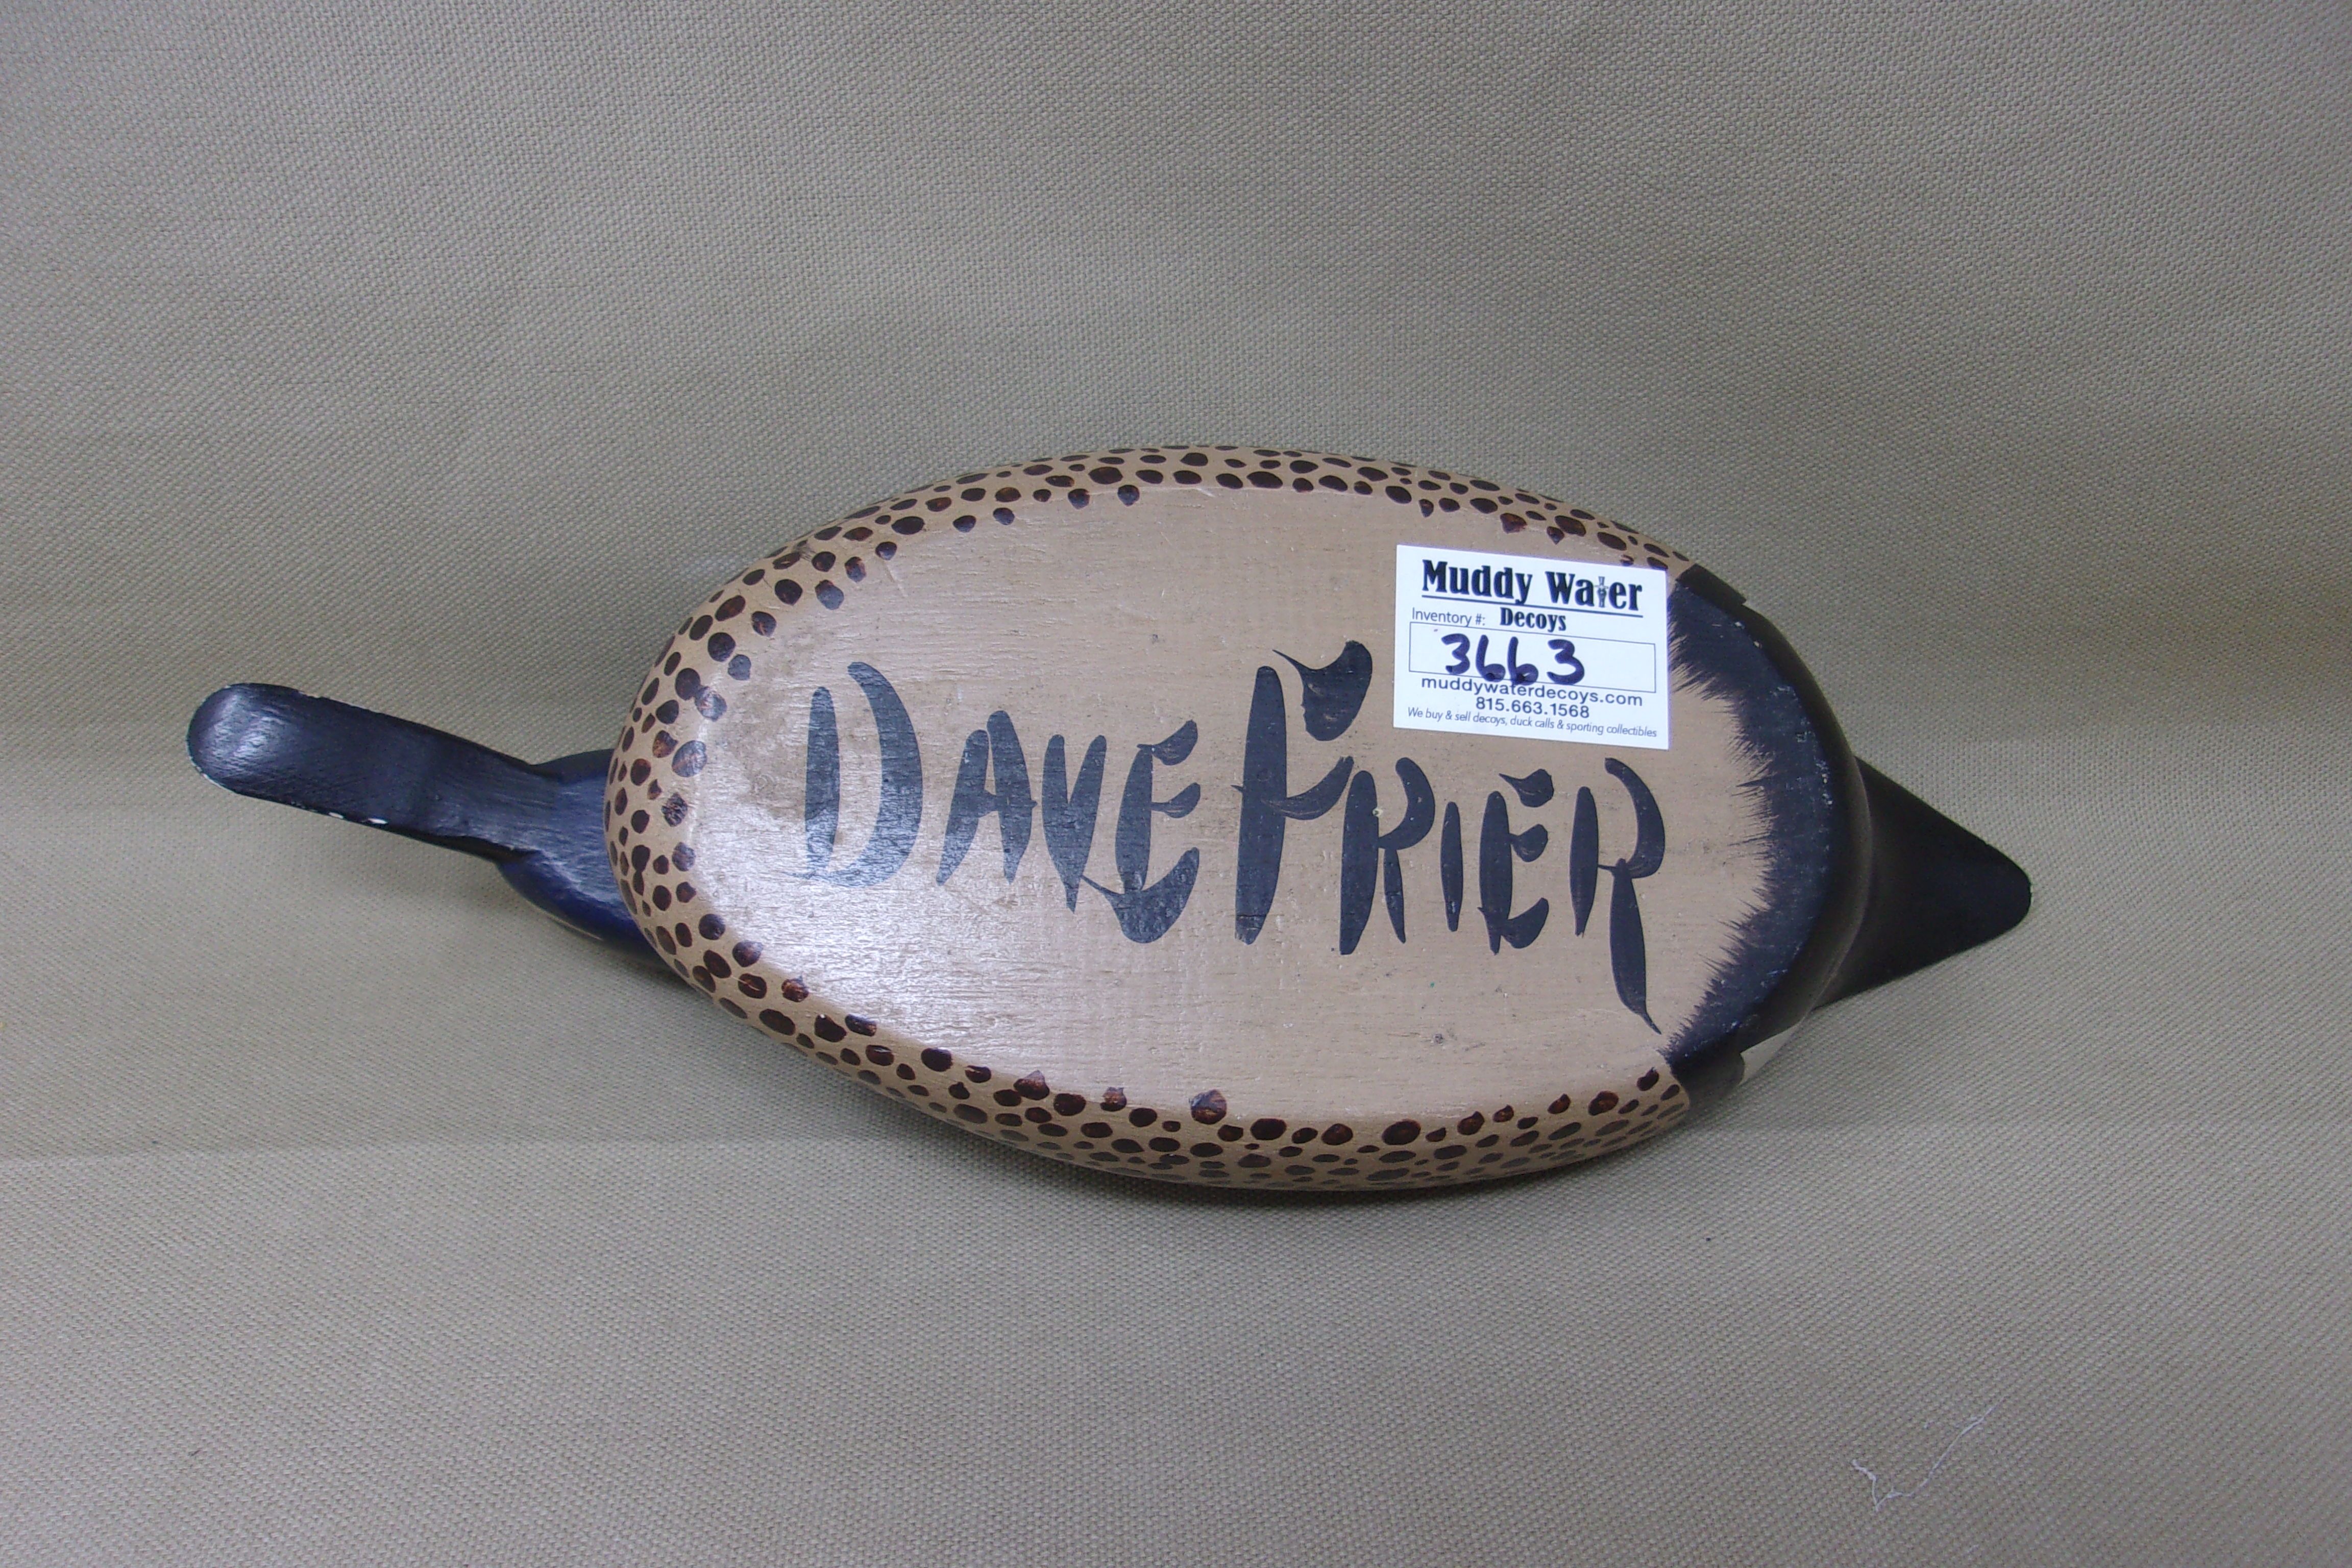 DAVE FRIER
Muddy Water
Inventory #: Decoys
3663
muddywaterdecoys.com
815.663.1568
We buy & sell decoys, duck calls & sporting collectibles